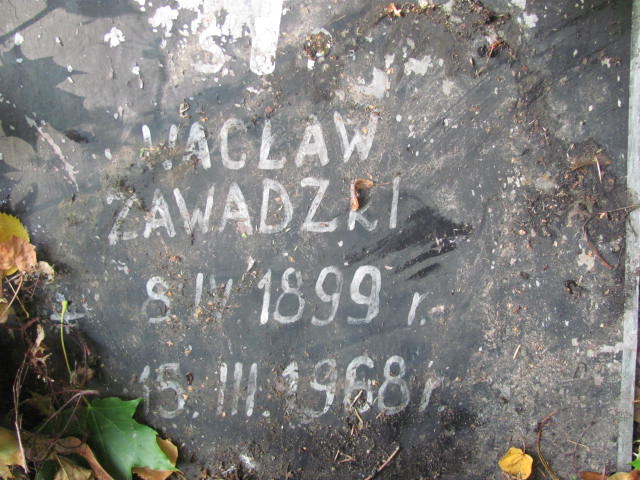 WACŁAW
ZAWADZKI
8. IV 1899 r.
15. III. 1968 r.